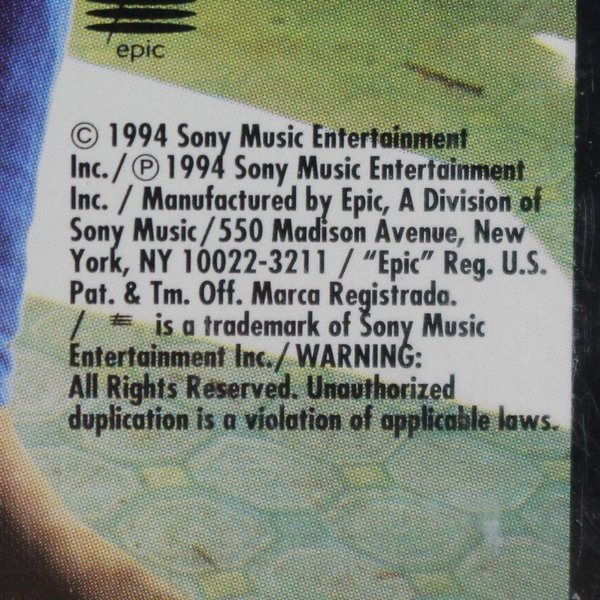 epic
© 1994 Sony Music Entertainment
Inc./℗ 1994 Sony Music Entertainment
Inc. / Manufactured by Epic, A Division of
Sony Music/550 Madison Avenue, New
York, NY 10022-3211 / “Epic” Reg. U.S.
Pat. & Tm. Off. Marca Registrada.
/ is a trademark of Sony Music
Entertainment Inc./WARNING:
All Rights Reserved. Unauthorized
duplication is a violation of applicable laws.